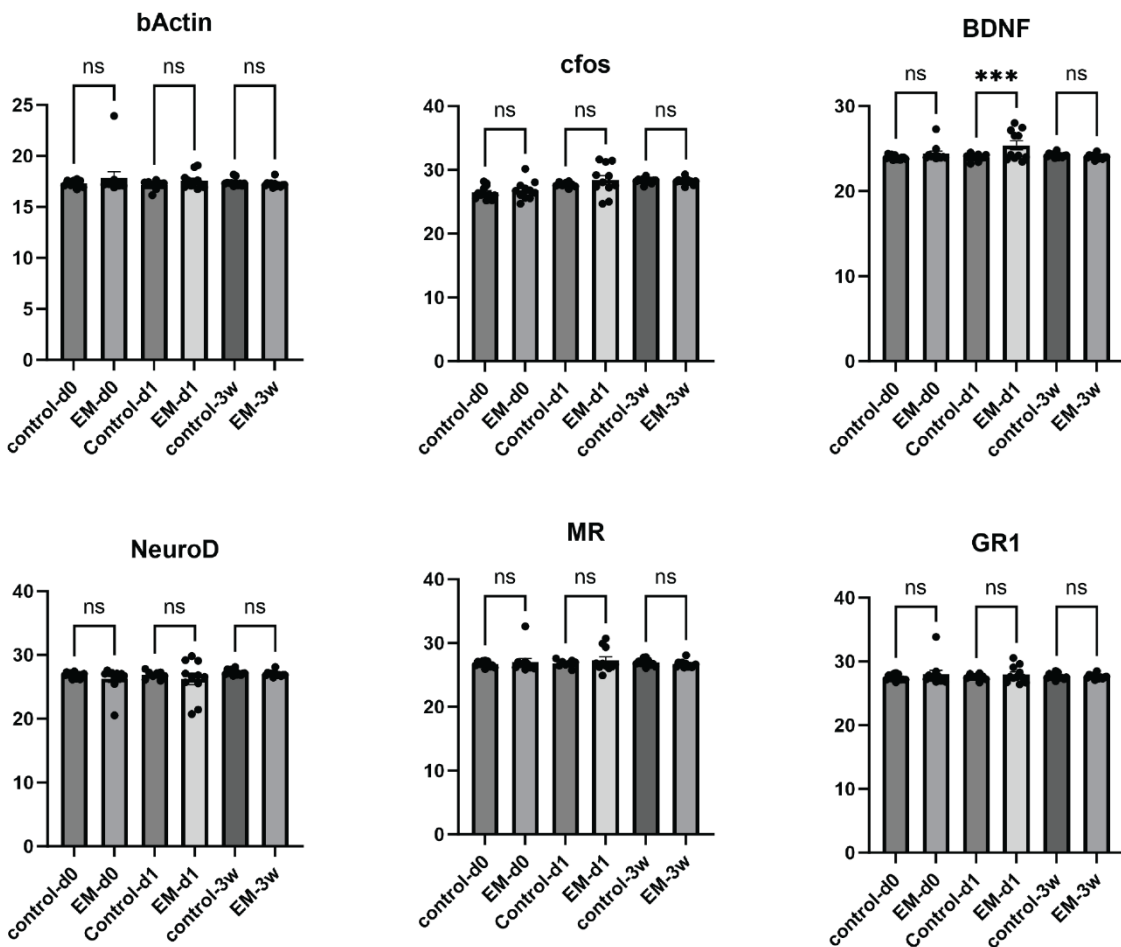 bActin
ns ns ns
25
20
15
10
5
0
control-d0 EM-d0 Control-d1 EM-d1 control-3w EM-3w
cfos
ns ns ns
40
30
20
10
0
control-d0 EM-d0 Control-d1 EM-d1 control-3w EM-3w
BDNF
ns *** ns
30
20
10
0
control-d0 EM-d0 Control-d1 EM-d1 control-3w EM-3w
NeuroD
ns ns ns
40
30
20
10
0
control-d0 EM-d0 Control-d1 EM-d1 control-3w EM-3w
MR
ns ns ns
40
30
20
10
0
control-d0 EM-d0 Control-d1 EM-d1 control-3w EM-3w
GR1
ns ns ns
40
30
20
10
0
control-d0 EM-d0 Control-d1 EM-d1 control-3w EM-3w